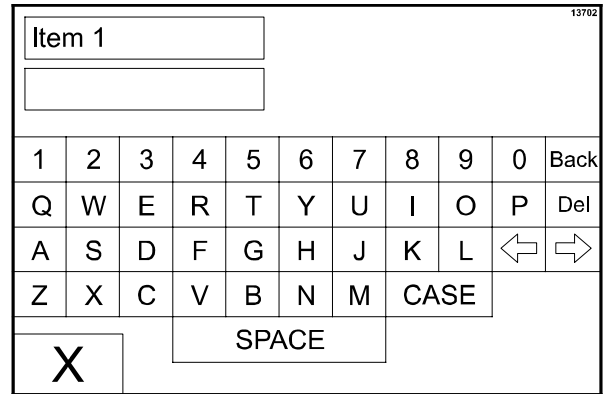 13702
Item 1
1 2 3 4 5 6 7 8 9 0 Back
Q W E R T Y U I O P Del
A S D F G H J K L
Z X C V B N M CASE
SPACE
X